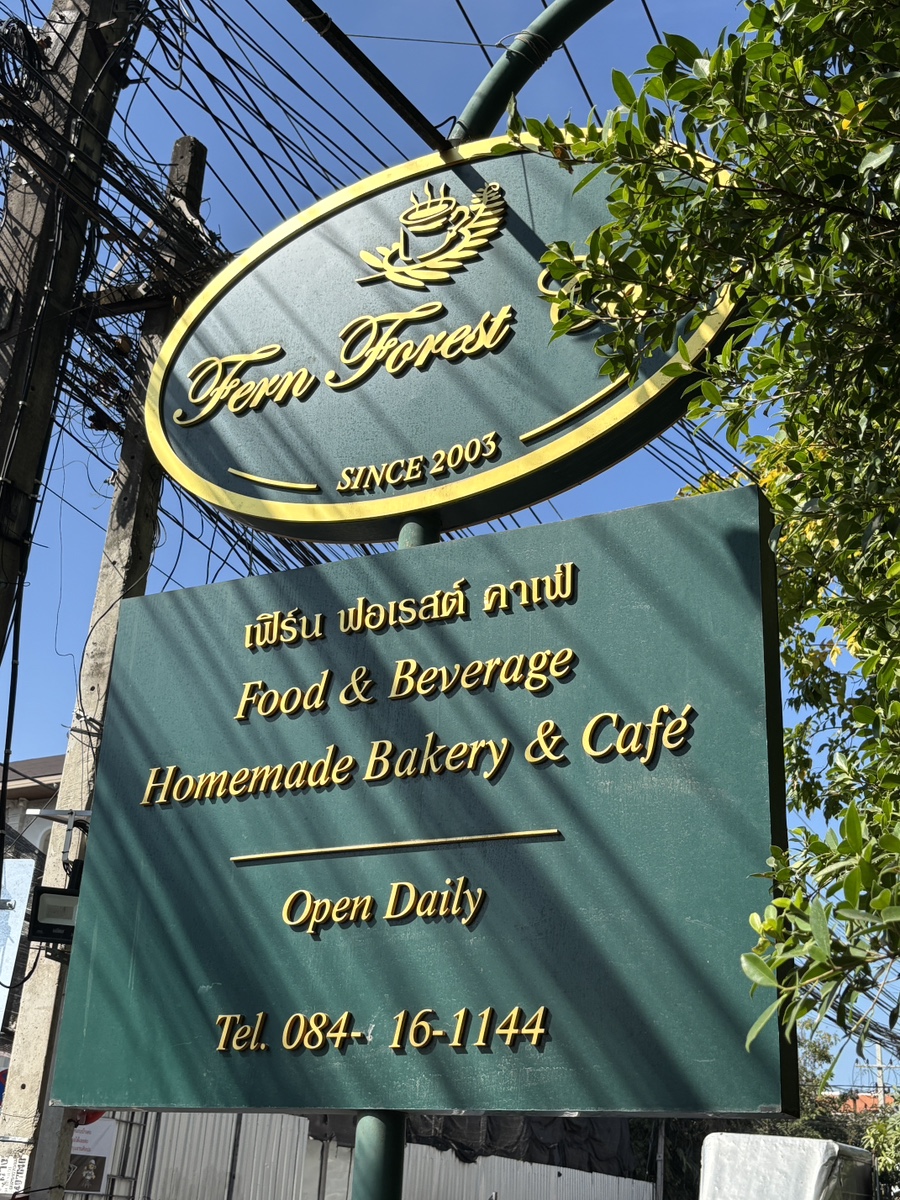 Fern Forest
SINCE 2003
เฟิร์น ฟอเรสต์ คาเฟ่
Food & Beverage
Homemade Bakery & Café
Open Daily
Tel. 084- 16-1144